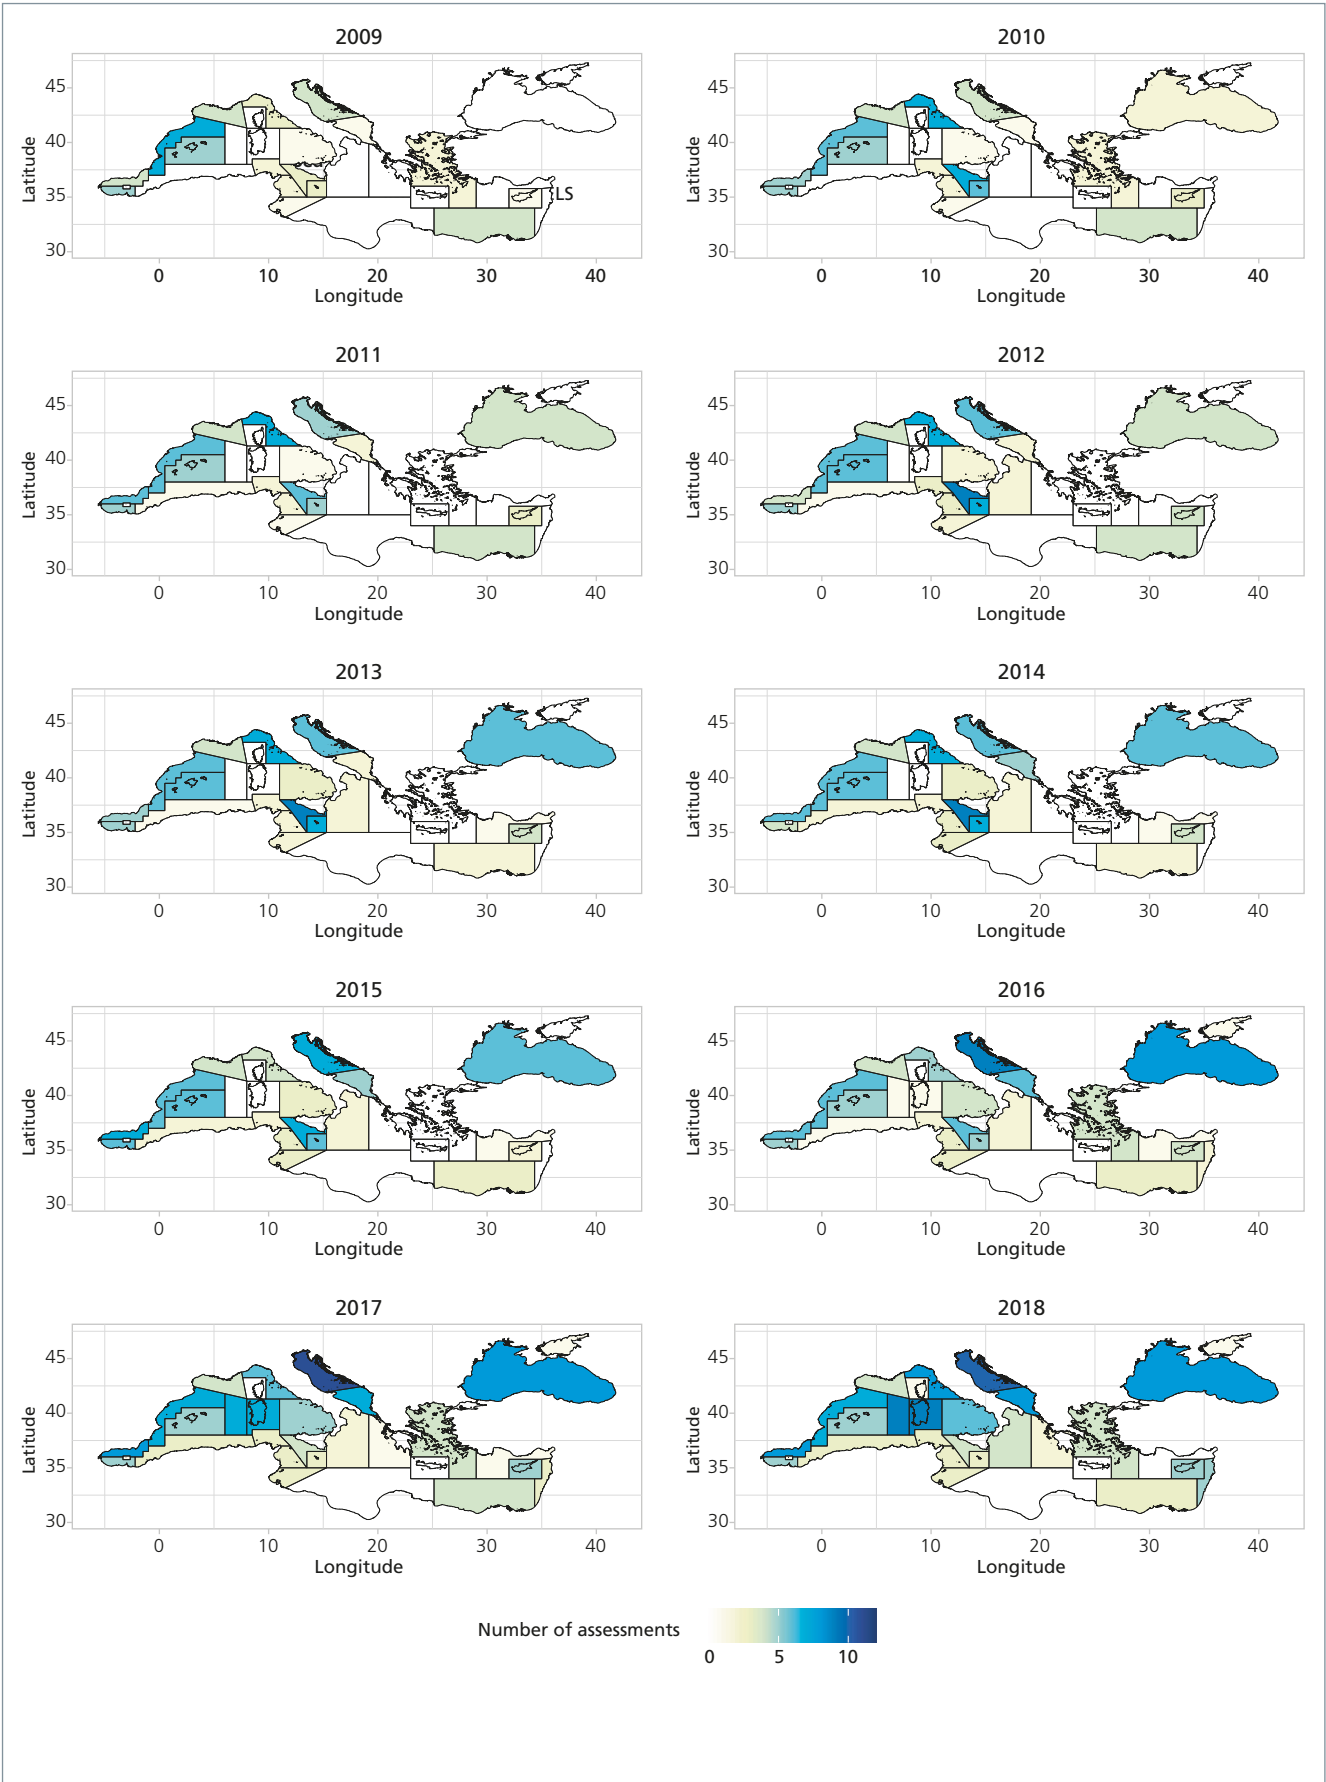 2009 2010
45 45
40 40
35 LS 35
30 30
Latitude Latitude
0 10 20 30 40 0 10 20 30 40
Longitude Longitude
2011 2012
45 45
40 40
35 35
30 30
Latitude Latitude
0 10 20 30 40 0 10 20 30 40
Longitude Longitude
2013 2014
45 45
40 40
35 35
30 30
Latitude Latitude
0 10 20 30 40 0 10 20 30 40
Longitude Longitude
2015 2016
45 45
40 40
35 35
30 30
Latitude Latitude
0 10 20 30 40 0 10 20 30 40
Longitude Longitude
2017 2018
45 45
40 40
35 35
30 30
Latitude Latitude
0 10 20 30 40 0 10 20 30 40
Longitude Longitude
Number of assessments
0 5 10